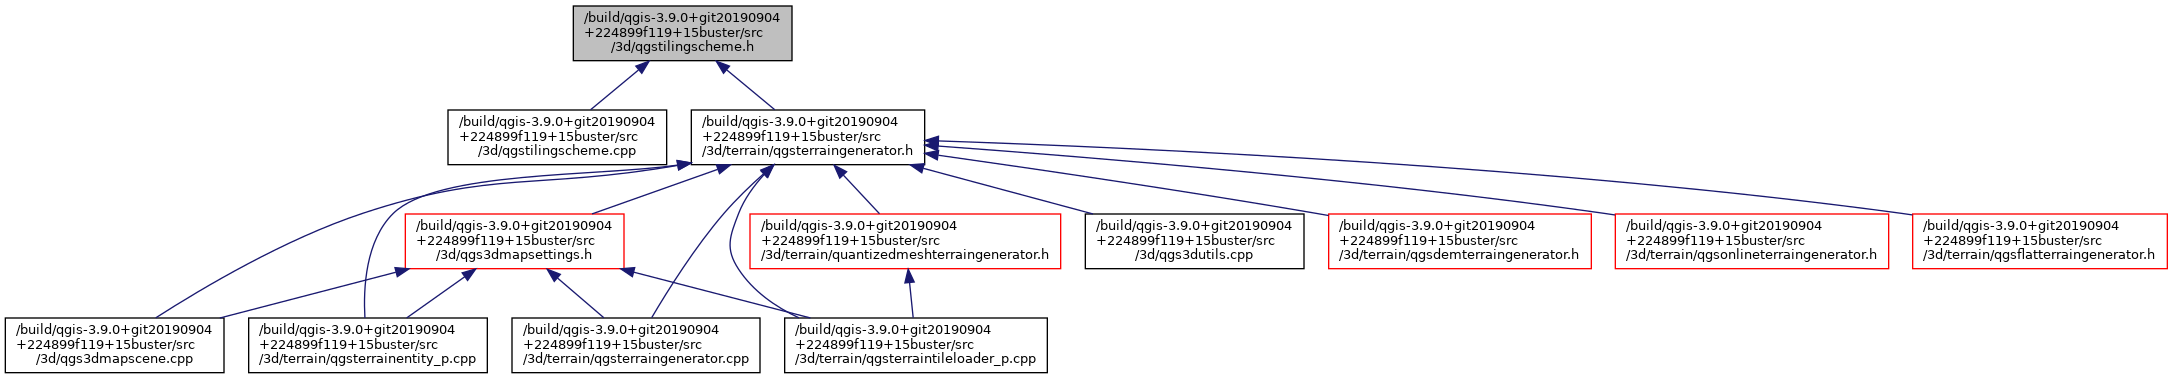 /build/qgis-3.9.0+git20190904
+224899f119+15buster/src
/3d/qgstilingscheme.h
/build/qgis-3.9.0+git20190904
+224899f119+15buster/src
/3d/qgstilingscheme.cpp
/build/qgis-3.9.0+git20190904
+224899f119+15buster/src
/3d/terrain/qgsterraingenerator.h
/build/qgis-3.9.0+git20190904
+224899f119+15buster/src
/3d/qgs3dmapsettings.h
/build/qgis-3.9.0+git20190904
+224899f119+15buster/src
/3d/terrain/quantizedmeshterraingenerator.h
/build/qgis-3.9.0+git20190904
+224899f119+15buster/src
/3d/qgs3dutils.cpp
/build/qgis-3.9.0+git20190904
+224899f119+15buster/src
/3d/terrain/qgsdemterraingenerator.h
/build/qgis-3.9.0+git20190904
+224899f119+15buster/src
/3d/terrain/qgsonlineterraingenerator.h
/build/qgis-3.9.0+git20190904
+224899f119+15buster/src
/3d/terrain/qgsflatterraingenerator.h
/build/qgis-3.9.0+git20190904
+224899f119+15buster/src
/3d/qgs3dmapscene.cpp
/build/qgis-3.9.0+git20190904
+224899f119+15buster/src
/3d/terrain/qgsterrainentity_p.cpp
/build/qgis-3.9.0+git20190904
+224899f119+15buster/src
/3d/terrain/qgsterraingenerator.cpp
/build/qgis-3.9.0+git20190904
+224899f119+15buster/src
/3d/terrain/qgsterraintileloader_p.cpp